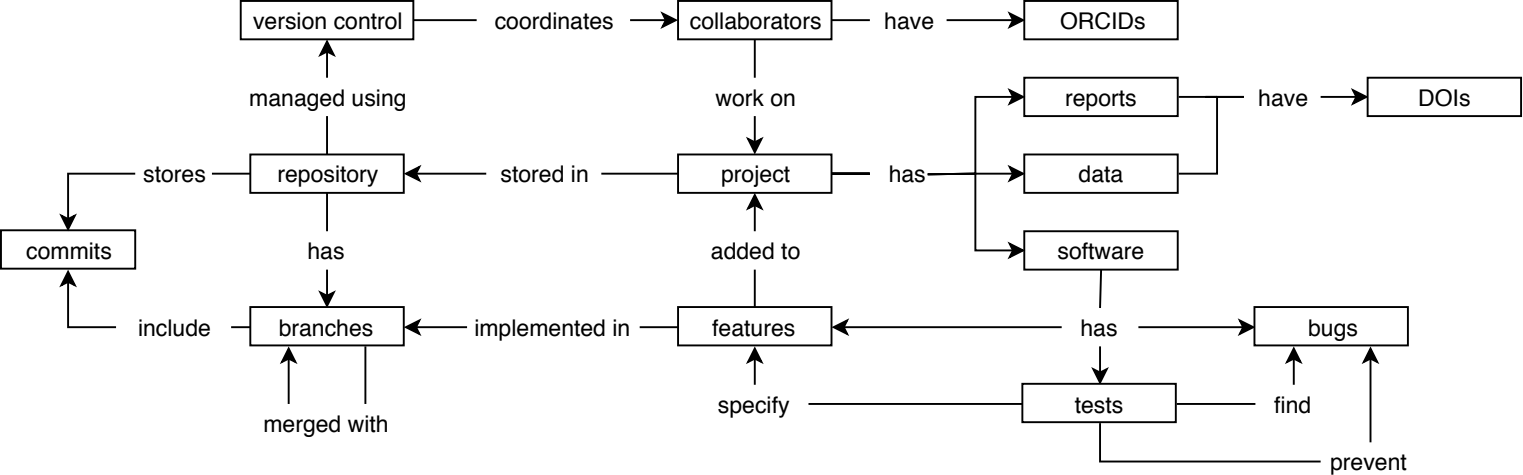 version control
coordinates
collaborators
have
ORCIDs
managed using
work on
reports
have
DOIs
stores
repository
stored in
project
has
data
commits
has
added to
software
include
branches
implemented in
features
has
bugs
merged with
specify
tests
find
prevent